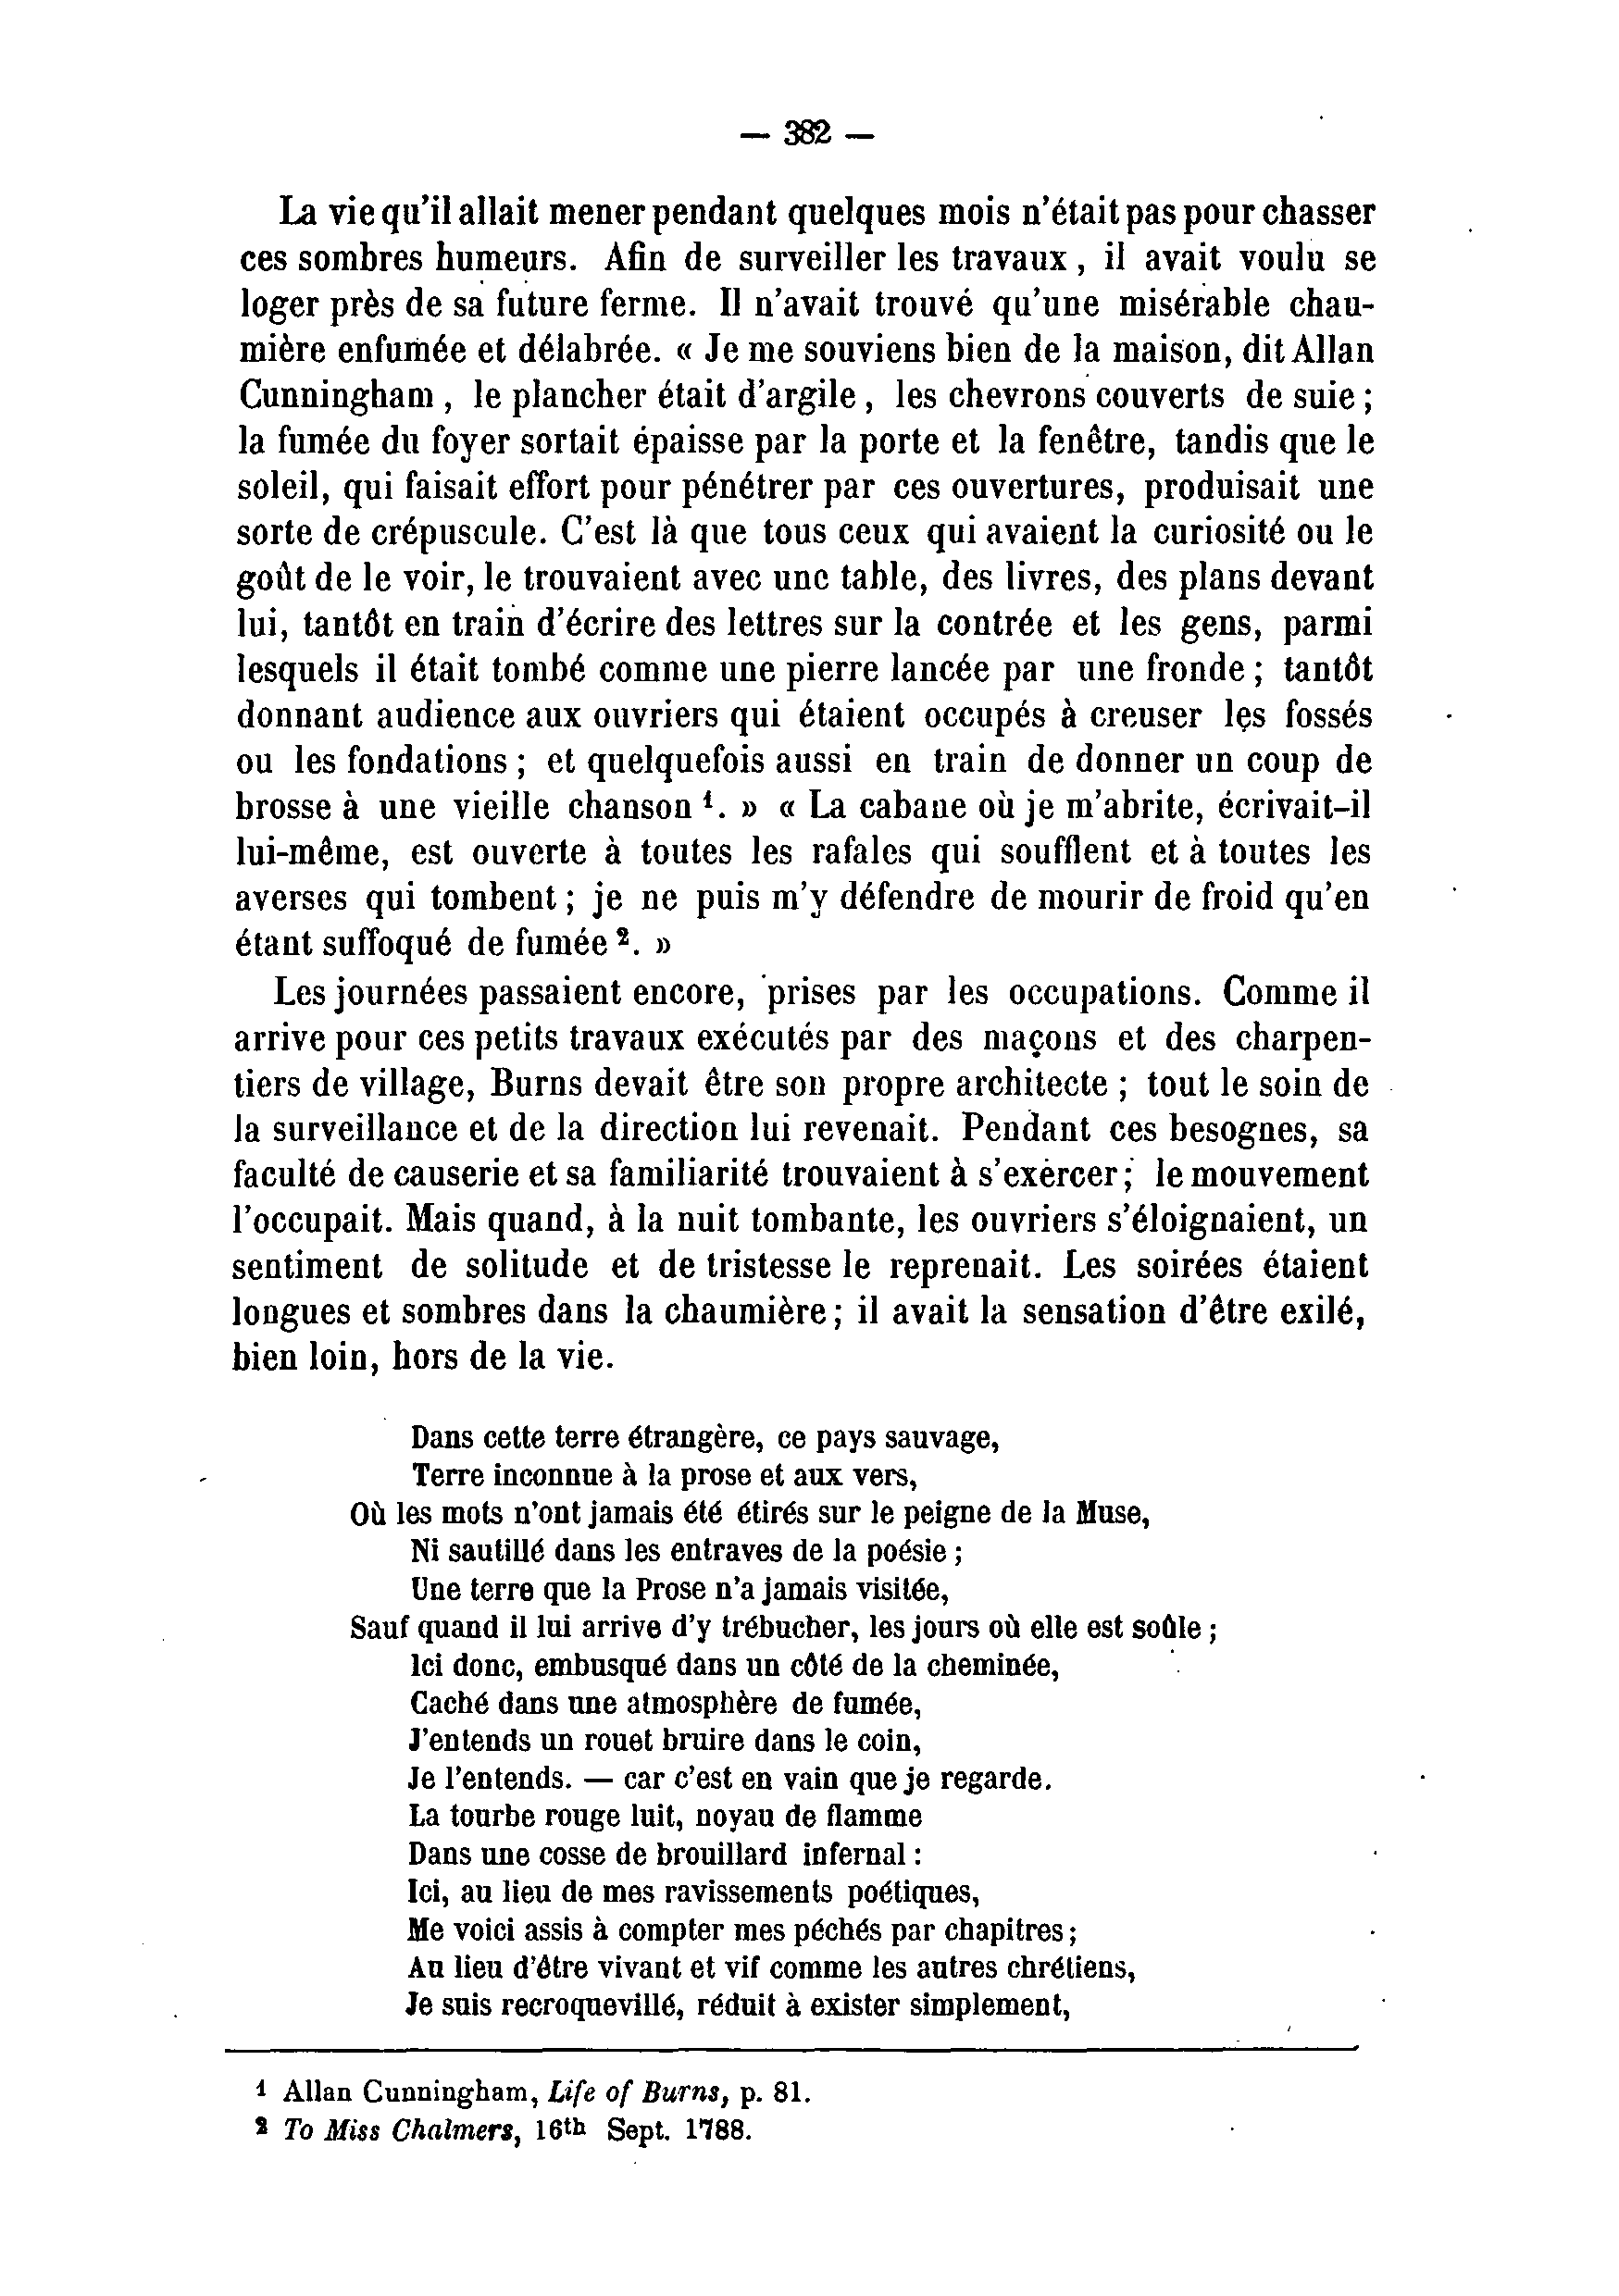 — 382 —
La vie qu'il allait mener pendant quelques mois n'était pas pour chasser
ces sombres humeurs. Afin de surveiller les travaux, il avait voulu se
loger près de sa future ferme. Il n'avait trouvé qu'une misérable chau-
mière enfumée et délabrée. « Je me souviens bien de la maison, dit Allan
Cunningham, le plancher était d'argile, les chevrons couverts de suie ;
la fumée du foyer sortait épaisse par la porte et la fenêtre, tandis que le
soleil, qui faisait effort pour pénétrer par ces ouvertures, produisait une
sorte de crépuscule. C'est là que tous ceux qui avaient la curiosité ou le
goût de le voir, le trouvaient avec une table, des livres, des plans devant
lui, tantôt en train d'écrire des lettres sur la contrée et les gens, parmi
lesquels il était tombé comme une pierre lancée par une fronde ; tantôt
donnant audience aux ouvriers qui étaient occupés à creuser les fossés
ou les fondations ; et quelquefois aussi en train de donner un coup de
brosse à une vieille chanson ¹. » « La cabane où je m'abrite, écrivait-il
lui-même, est ouverte à toutes les rafales qui soufflent et à toutes les
averses qui tombent ; je ne puis m'y défendre de mourir de froid qu'en
étant suffoqué de fumée ². »
Les journées passaient encore, prises par les occupations. Comme il
arrive pour ces petits travaux exécutés par des maçons et des charpen-
tiers de village, Burns devait être son propre architecte ; tout le soin de
la surveillance et de la direction lui revenait. Pendant ces besognes, sa
faculté de causerie et sa familiarité trouvaient à s'exercer ; le mouvement
l'occupait. Mais quand, à la nuit tombante, les ouvriers s'éloignaient, un
sentiment de solitude et de tristesse le reprenait. Les soirées étaient
longues et sombres dans la chaumière ; il avait la sensation d'être exilé,
bien loin, hors de la vie.
Dans cette terre étrangère, ce pays sauvage,
Terre inconnue à la prose et aux vers,
Où les mots n'ont jamais été étirés sur le peigne de la Muse,
Ni sautillé dans les entraves de la poésie ;
Une terre que la Prose n'a jamais visitée,
Sauf quand il lui arrive d'y trébucher, les jours où elle est soûle ;
Ici donc, embusqué dans un côté de la cheminée,
Caché dans une atmosphère de fumée,
J'entends un rouet bruire dans le coin,
Je l'entends. — car c'est en vain que je regarde.
La tourbe rouge luit, noyau de flamme
Dans une cosse de brouillard infernal :
Ici, au lieu de mes ravissements poétiques,
Me voici assis à compter mes péchés par chapitres ;
Au lieu d'être vivant et vif comme les autres chrétiens,
Je suis recroquevillé, réduit à exister simplement,
¹ Allan Cunningham, Life of Burns, p. 81.
² To Miss Chalmers, 16th Sept. 1788.